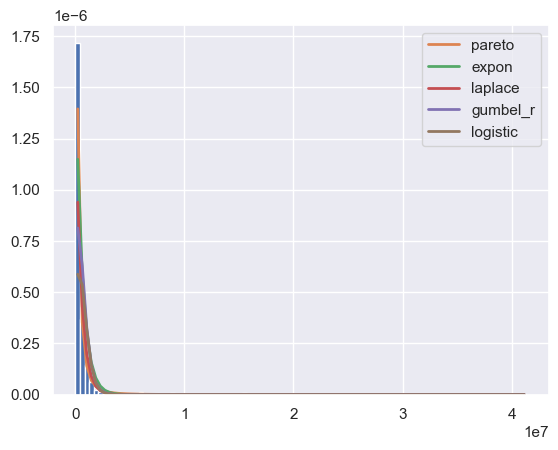 1e−6
1.75
1.50
1.25
1.00
0.75
0.50
0.25
0.00
pareto
expon
laplace
gumbel_r
logistic
0 1 2 3 4
1e7